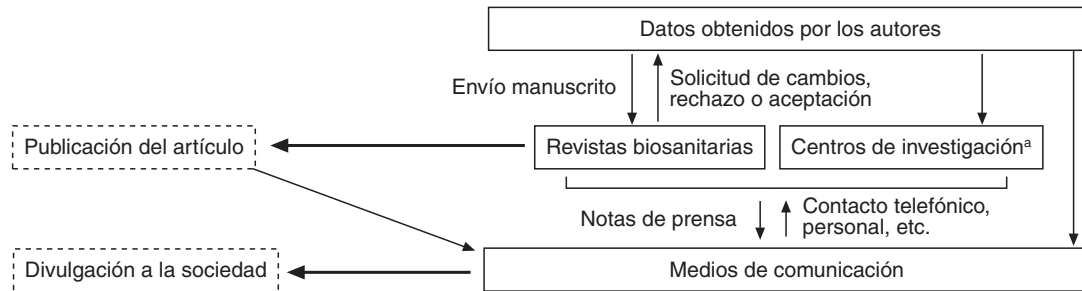 Datos obtenidos por los autores
Envío manuscrito
Solicitud de cambios,
rechazo o aceptación
Publicación del artículo
Revistas biosanitarias
Centros de investigaciónᵃ
Notas de prensa
Contacto telefónico,
personal, etc.
Divulgación a la sociedad
Medios de comunicación